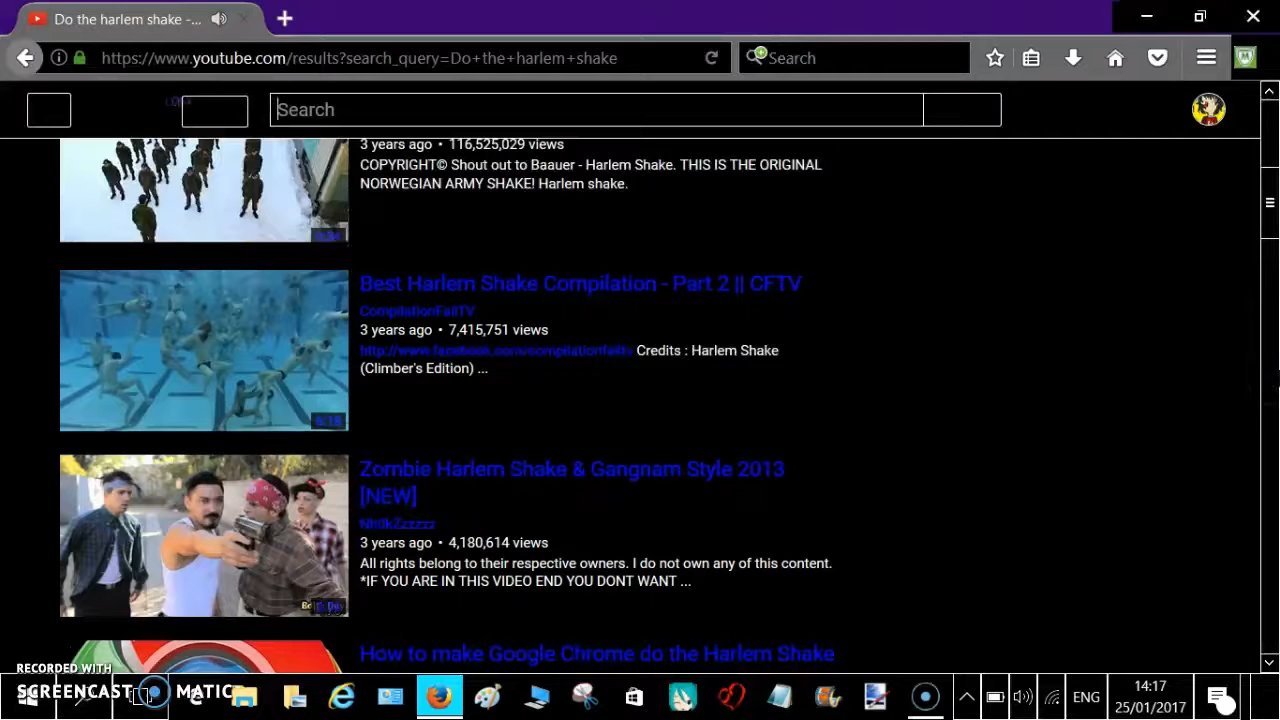 Do the harlem shake -...
https://www.youtube.com/results?search_query=Do+the+harlem+shake
Search
Search
3 years ago • 116,525,029 views
COPYRIGHT© Shout out to Baauer - Harlem Shake. THIS IS THE ORIGINAL
NORWEGIAN ARMY SHAKE! Harlem shake.
Best Harlem Shake Compilation - Part 2 || CFTV
CompilationFailTV
3 years ago • 7,415,751 views
http://www.facebook.com/compilationfailtv Credits : Harlem Shake
(Climber's Edition) ...
Zombie Harlem Shake & Gangnam Style 2013
[NEW]
3 years ago • 4,180,614 views
All rights belong to their respective owners. I do not own any of this content.
*IF YOU ARE IN THIS VIDEO END YOU DONT WANT ...
How to make Google Chrome do the Harlem Shake
RECORDED WITH
SCREENCAST MATIC
ENG
14:17
25/01/2017